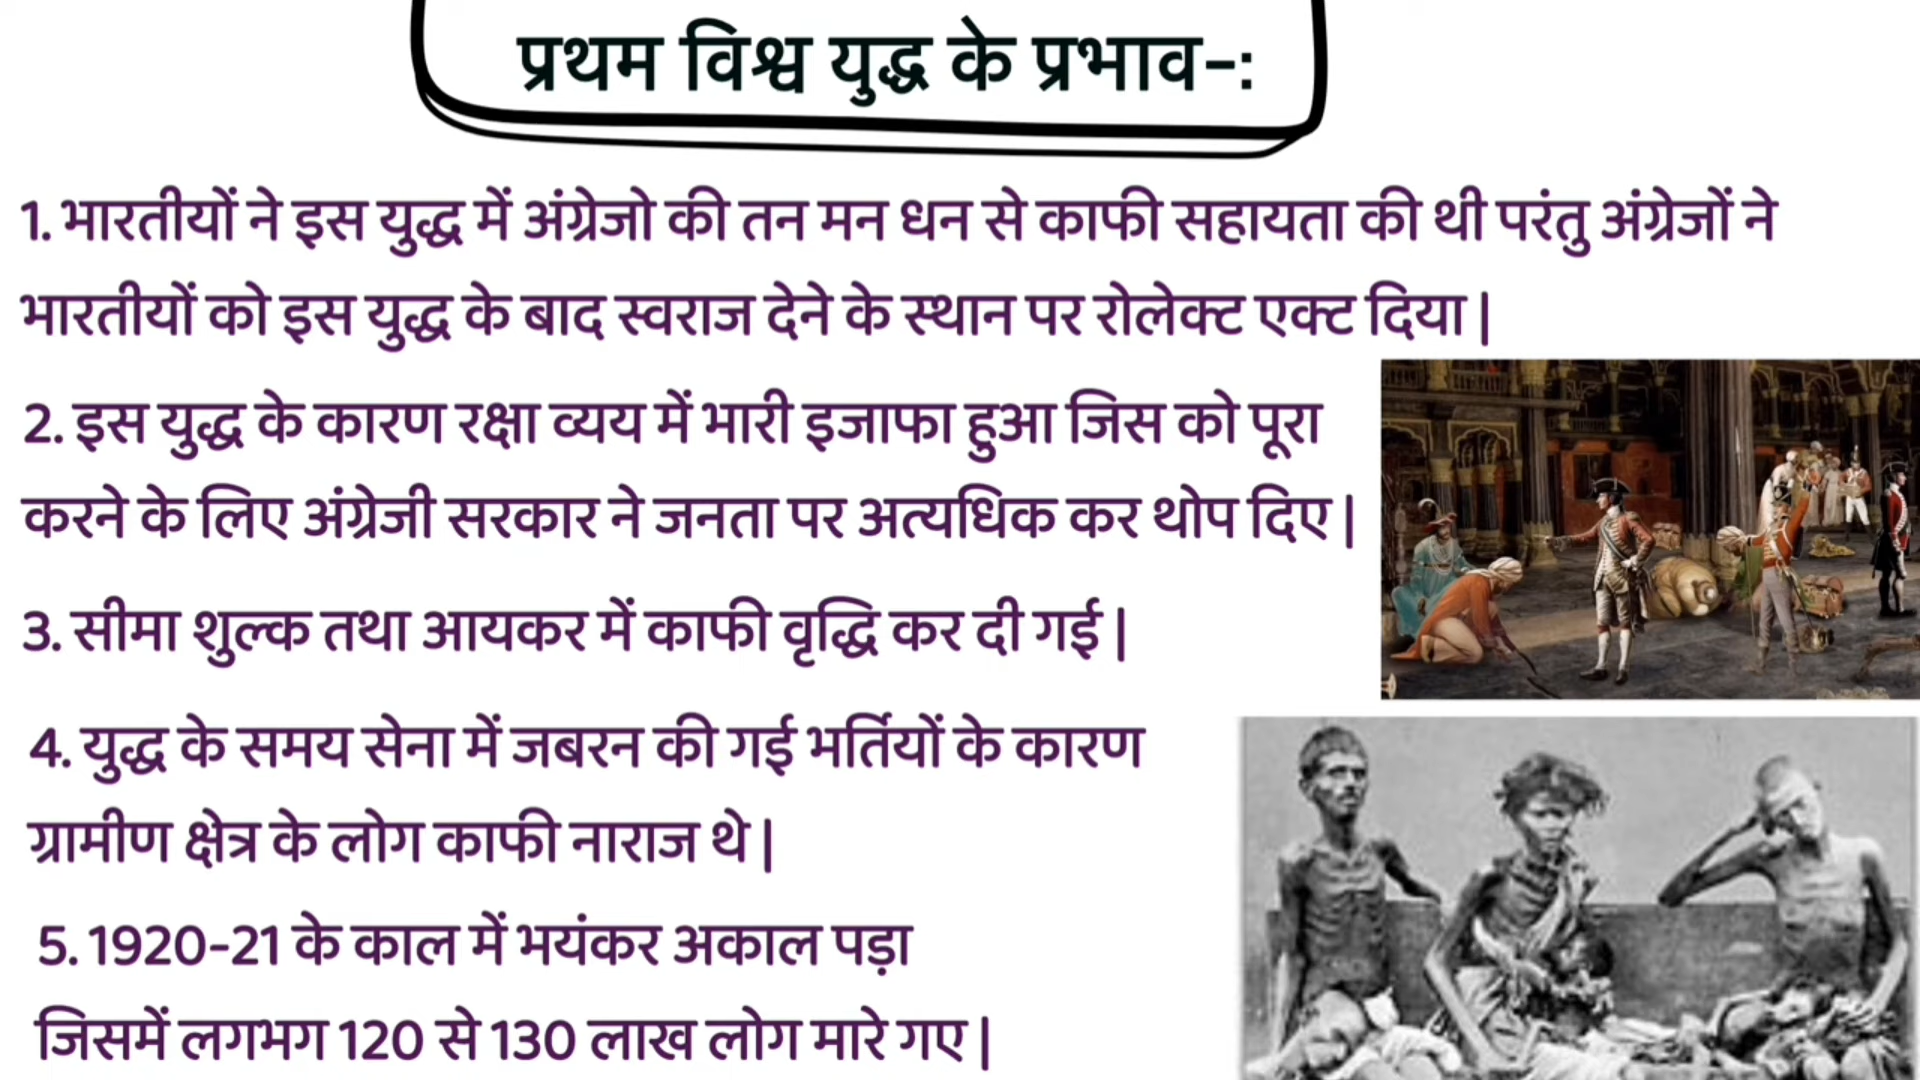 प्रथम विश्व युद्ध के प्रभाव-:
1. भारतीयों ने इस युद्ध में अंग्रेजो की तन मन धन से काफी सहायता की थी परंतु अंग्रेजों ने
भारतीयों को इस युद्ध के बाद स्वराज देने के स्थान पर रोलेक्ट एक्ट दिया |
2. इस युद्ध के कारण रक्षा व्यय में भारी इजाफा हुआ जिस को पूरा
करने के लिए अंग्रेजी सरकार ने जनता पर अत्यधिक कर थोप दिए |
3. सीमा शुल्क तथा आयकर में काफी वृद्धि कर दी गई |
4. युद्ध के समय सेना में जबरन की गई भर्तियों के कारण
ग्रामीण क्षेत्र के लोग काफी नाराज थे |
5. 1920-21 के काल में भयंकर अकाल पड़ा
जिसमें लगभग 120 से 130 लाख लोग मारे गए |